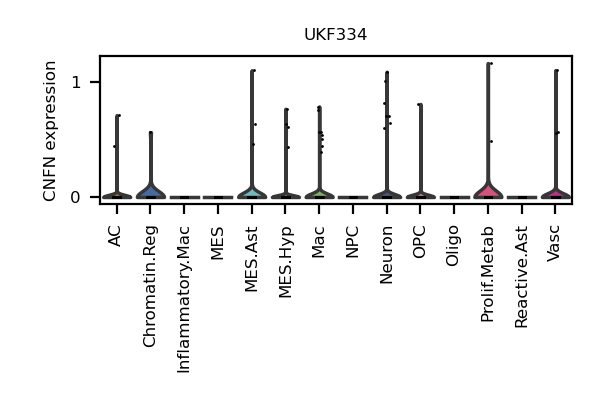 UKF334
CNFN expression
1
0
AC
Chromatin.Reg
Inflammatory.Mac
MES
MES.Ast
MES.Hyp
Mac
NPC
Neuron
OPC
Oligo
Prolif.Metab
Reactive.Ast
Vasc